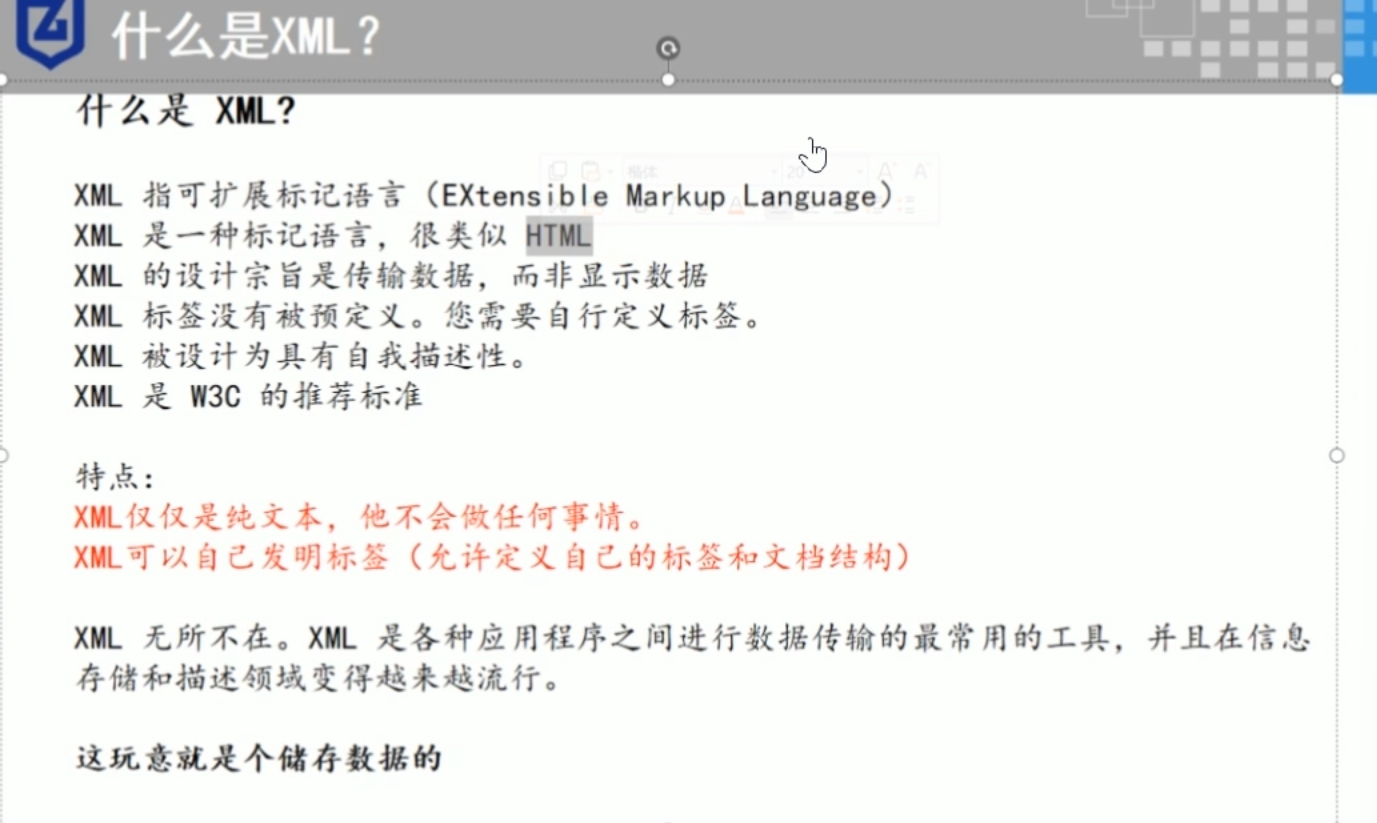 什么是XML?
什么是 XML?
XML 指可扩展标记语言（EXtensible Markup Language）
XML 是一种标记语言，很类似 HTML
XML 的设计宗旨是传输数据，而非显示数据
XML 标签没有被预定义。您需要自行定义标签。
XML 被设计为具有自我描述性。
XML 是 W3C 的推荐标准
特点:
XML仅仅是纯文本，他不会做任何事情。
XML可以自己发明标签（允许定义自己的标签和文档结构）
XML 无所不在。XML 是各种应用程序之间进行数据传输的最常用的工具，并且在信息
存储和描述领域变得越来越流行。
这玩意就是个储存数据的